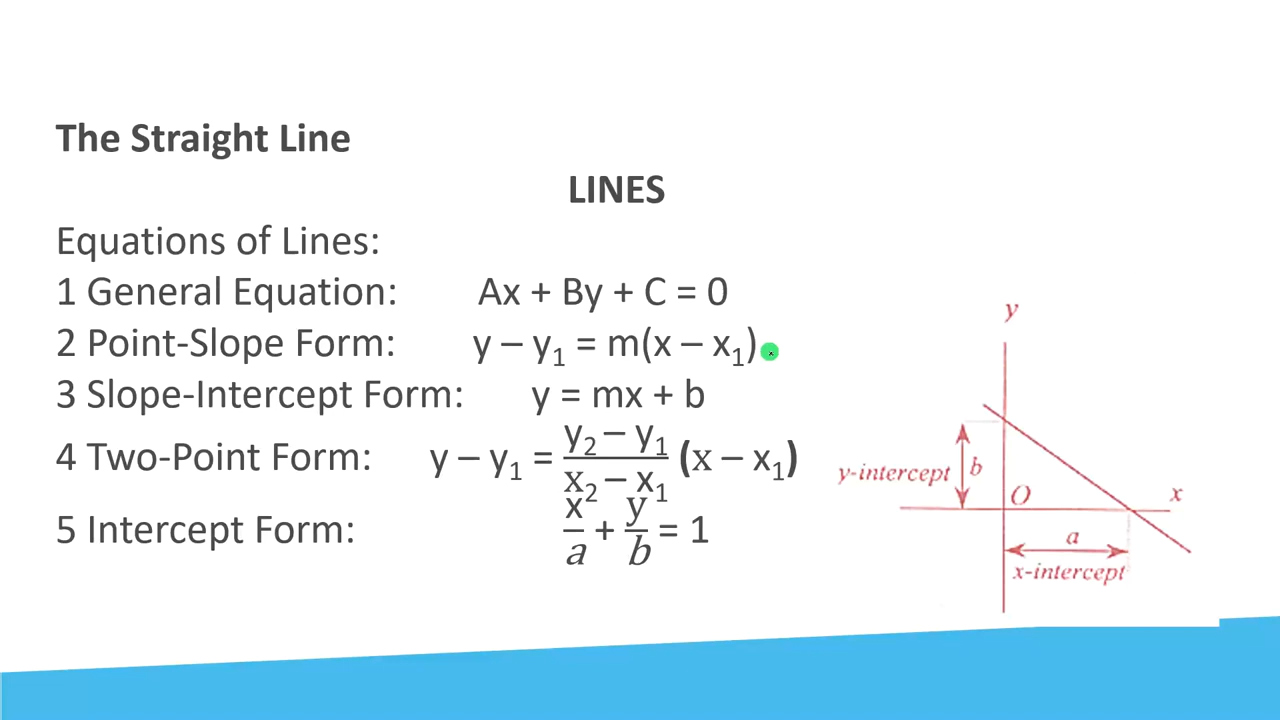 The Straight Line
LINES
Equations of Lines:
1 General Equation: Ax + By + C = 0
2 Point-Slope Form: y – y₁ = m(x – x₁)
3 Slope-Intercept Form: y = mx + b
4 Two-Point Form: y – y₁ = (y₂ – y₁)/(x₂ – x₁) (x – x₁)
5 Intercept Form: x/a + y/b = 1
y
y-intercept
b
O
x
a
x-intercept